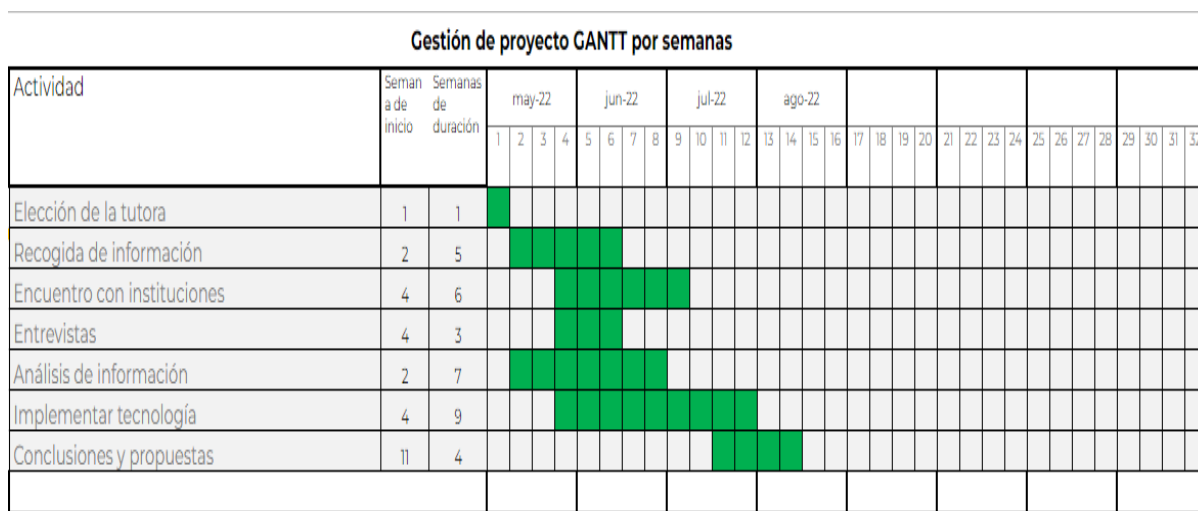 Gestión de proyecto GANTT por semanas
Actividad
Seman
a de
inicio
Semanas
de
duración
may-22 jun-22 jul-22 ago-22
1 2 3 4 5 6 7 8 9 10 11 12 13 14 15 16 17 18 19 20 21 22 23 24 25 26 27 28 29 30 31 32
Elección de la tutora 1 1
Recogida de información 2 5
Encuentro con instituciones 4 6
Entrevistas 4 3
Análisis de información 2 7
Implementar tecnología 4 9
Conclusiones y propuestas 11 4